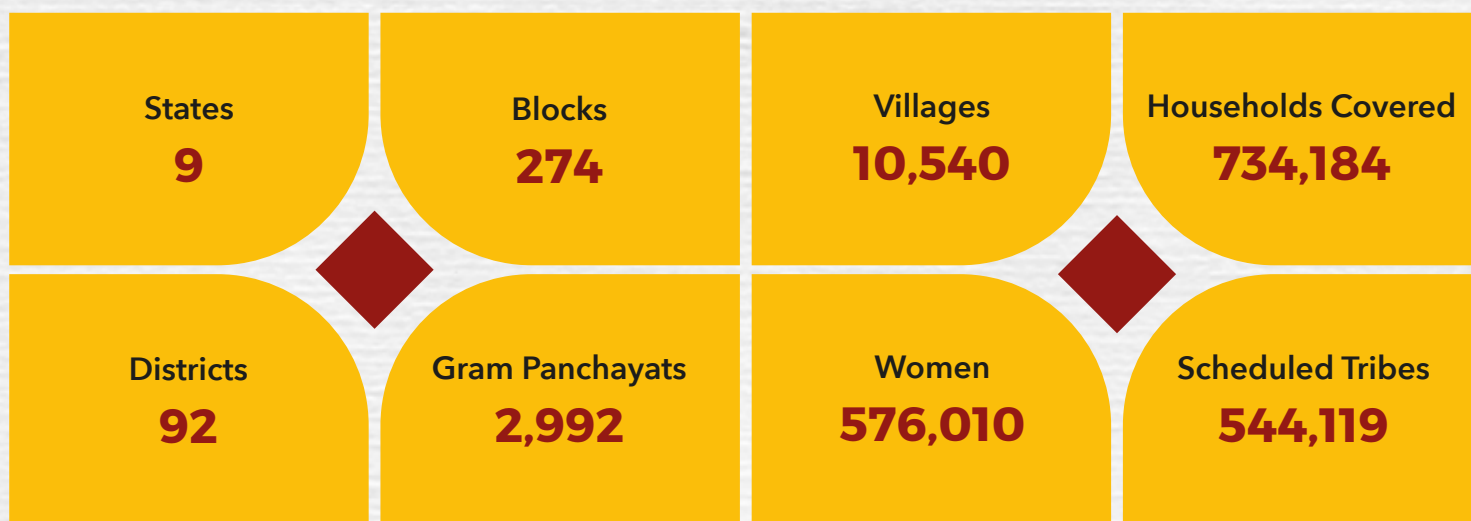 States
9
Blocks
274
Villages
10,540
Households Covered
734,184
Districts
92
Gram Panchayats
2,992
Women
576,010
Scheduled Tribes
544,119